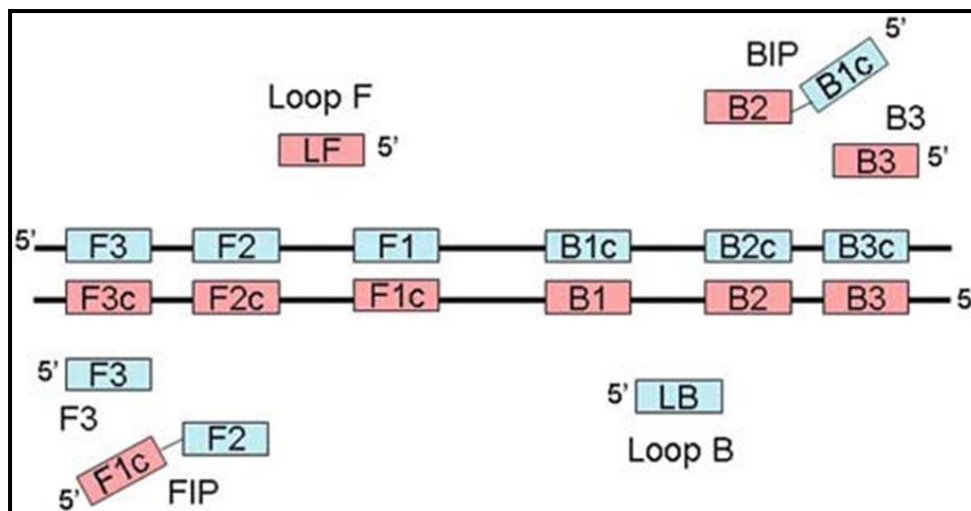 5’
BIP
B1c
B2
Loop F
B3
LF 5’
B3 5’
5’ F3 F2 F1 B1c B2c B3c
F3c F2c F1c B1 B2 B3 5’
5’ F3
F3
5’ LB
F2
F1c
Loop B
5’ FIP